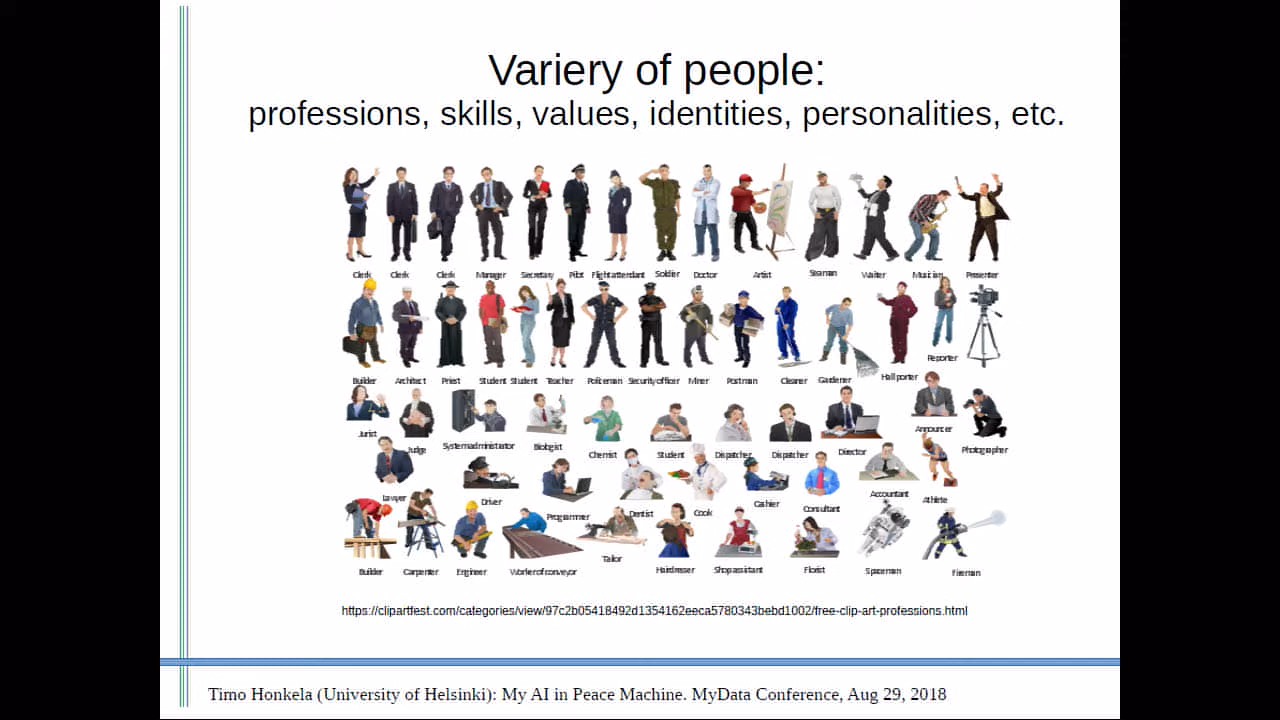 Variery of people:
professions, skills, values, identities, personalities, etc.
Clerk Clerk Clerk Manager Secretary Pilot Flight attendant Soldier Doctor Artist Seaman Waiter Musician Presenter
Builder Architect Priest Student Student Teacher Policeman Security officer Miner Postman Cleaner Gardener Hall porter Reporter
Jurist Judge System administrator Biologist Chemist Student Dispatcher Dispatcher Director Announcer Photographer
Lawyer Driver Programmer Dentist Cook Cashier Consultant Accountant Athlete
Builder Carpenter Engineer Worker of conveyor Tailor Hairdresser Shop assistant Florist Spaceman Fireman
https://clipartfest.com/categories/view/97c2b05418492d1354162eeca5780343bebd1002/free-clip-art-professions.html
Timo Honkela (University of Helsinki): My AI in Peace Machine. MyData Conference, Aug 29, 2018